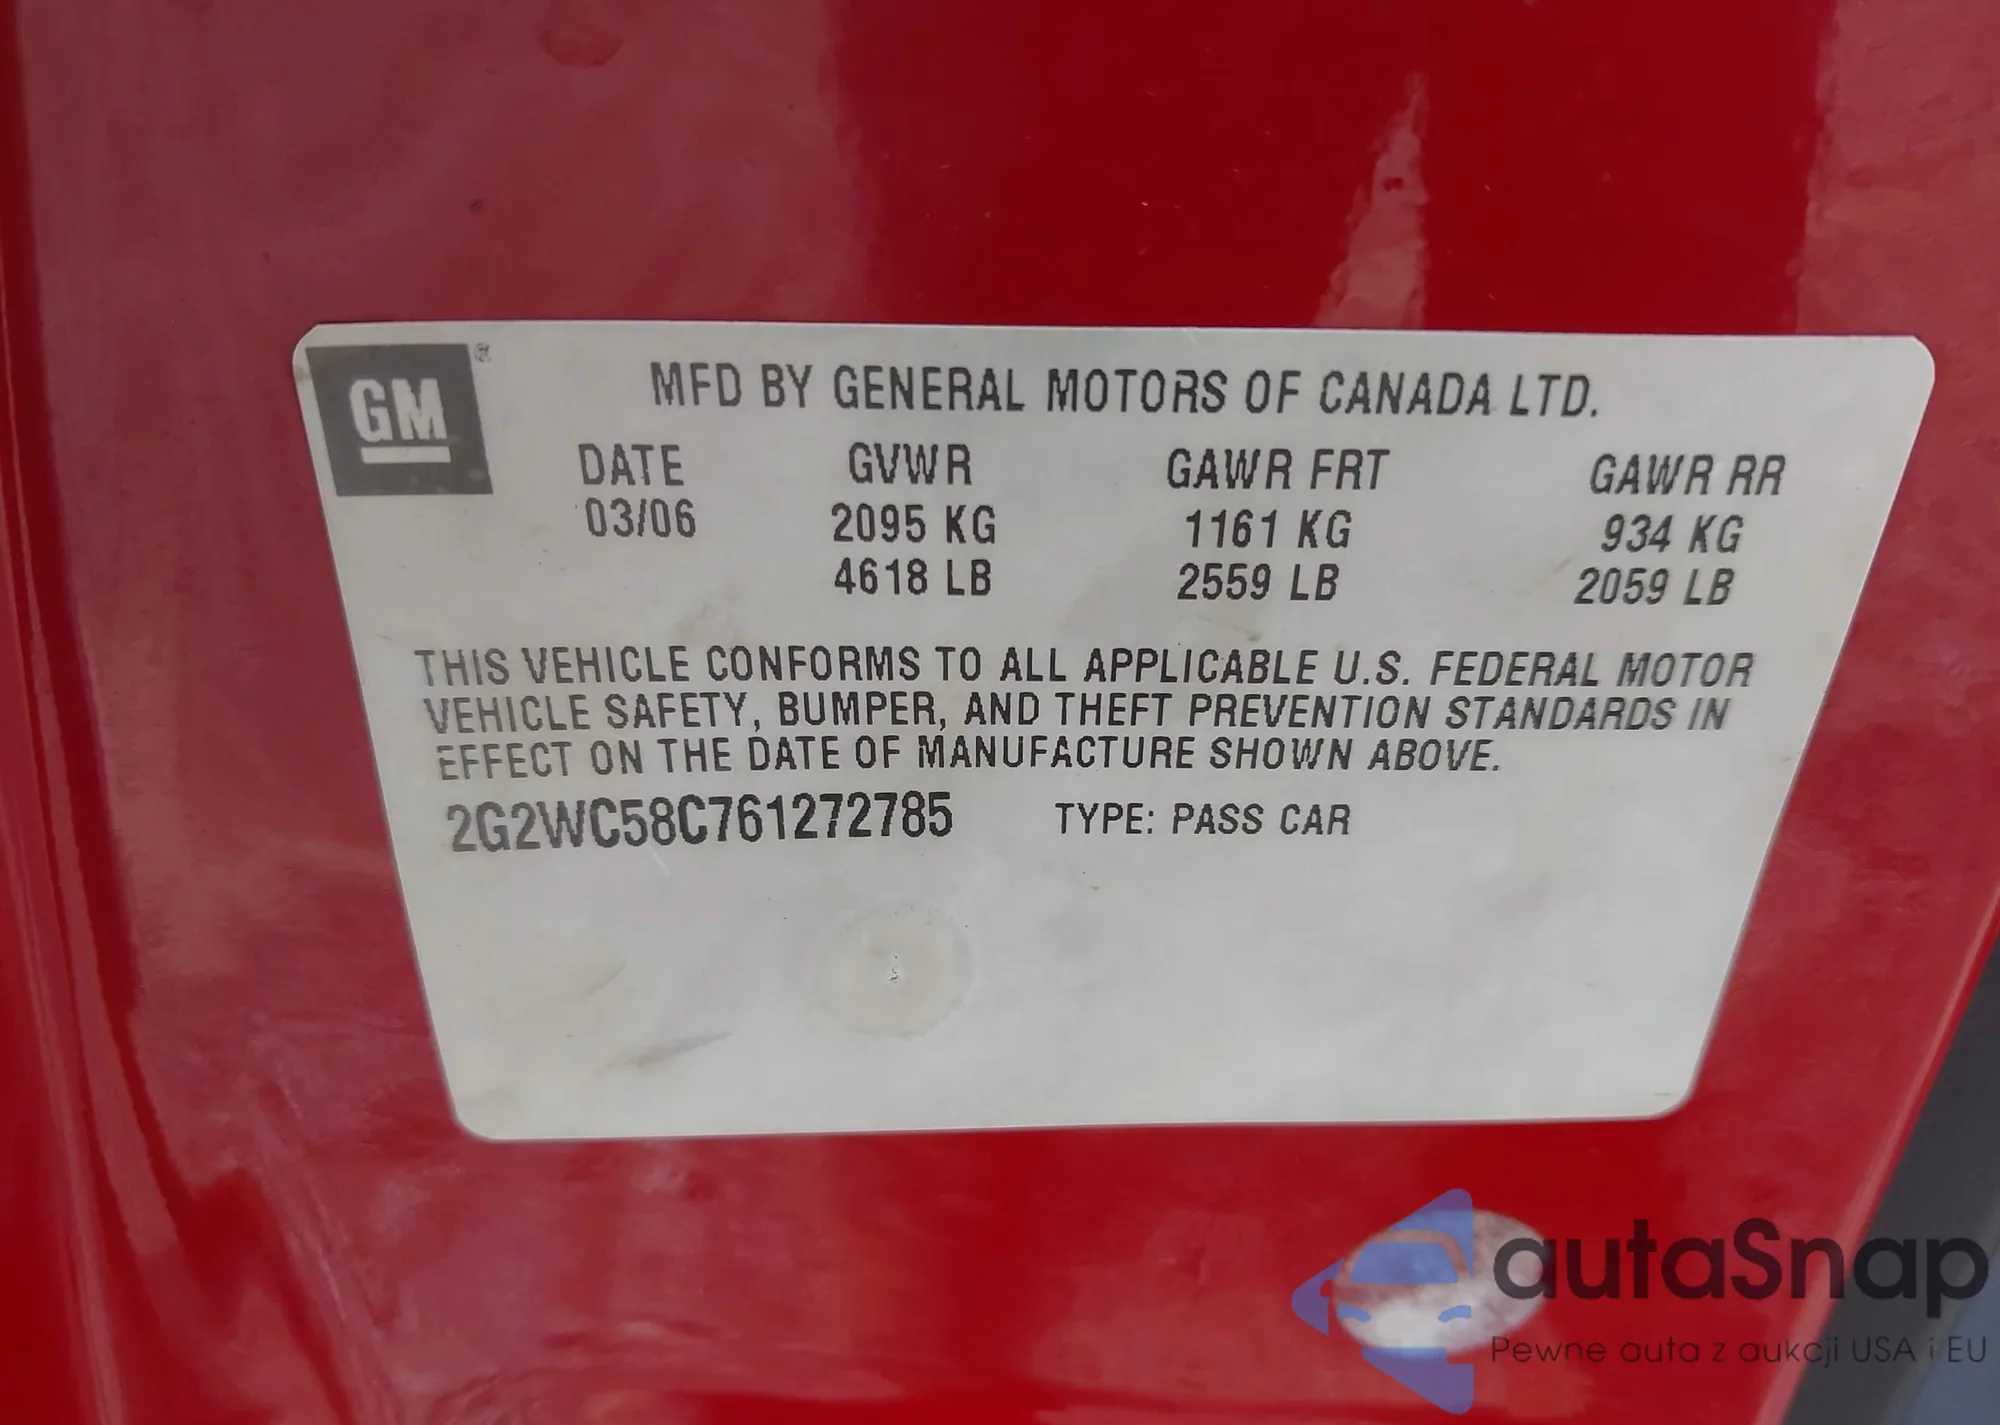 GM ®
MFD BY GENERAL MOTORS OF CANADA LTD.
DATE GVWR GAWR FRT GAWR RR
03/06 2095 KG 1161 KG 934 KG
4618 LB 2559 LB 2059 LB
THIS VEHICLE CONFORMS TO ALL APPLICABLE U.S. FEDERAL MOTOR
VEHICLE SAFETY, BUMPER, AND THEFT PREVENTION STANDARDS IN
EFFECT ON THE DATE OF MANUFACTURE SHOWN ABOVE.
2G2WC58C761272785 TYPE: PASS CAR
autaSnap
Pewne auta z aukcji USA i EU